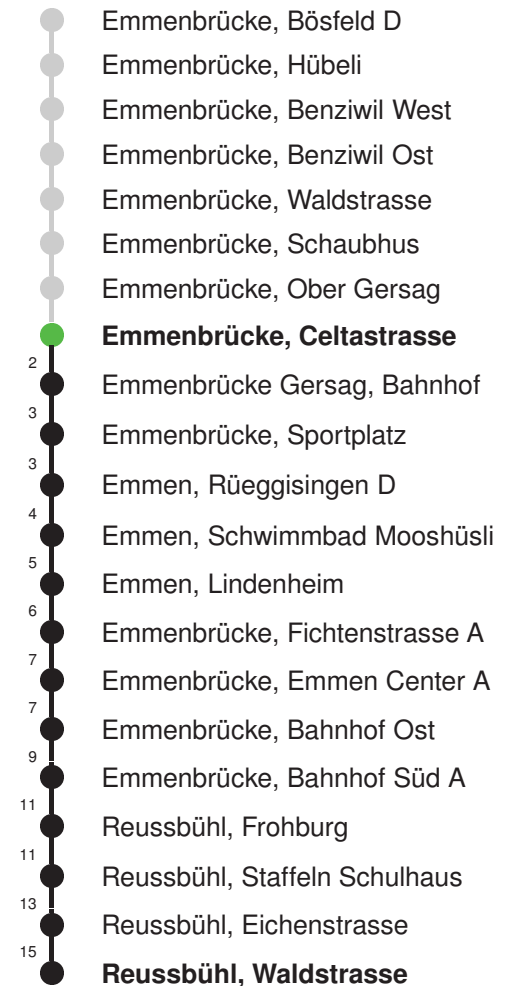 Emmenbrücke, Bösfeld D
Emmenbrücke, Hübeli
Emmenbrücke, Benziwil West
Emmenbrücke, Benziwil Ost
Emmenbrücke, Waldstrasse
Emmenbrücke, Schaubhus
Emmenbrücke, Ober Gersag
Emmenbrücke, Celtastrasse
2
Emmenbrücke Gersag, Bahnhof
3
Emmenbrücke, Sportplatz
3
Emmen, Rüeggisingen D
4
Emmen, Schwimmbad Mooshüsli
5
Emmen, Lindenheim
6
Emmenbrücke, Fichtenstrasse A
7
Emmenbrücke, Emmen Center A
7
Emmenbrücke, Bahnhof Ost
9
Emmenbrücke, Bahnhof Süd A
11
Reussbühl, Frohburg
11
Reussbühl, Staffeln Schulhaus
13
Reussbühl, Eichenstrasse
15
Reussbühl, Waldstrasse